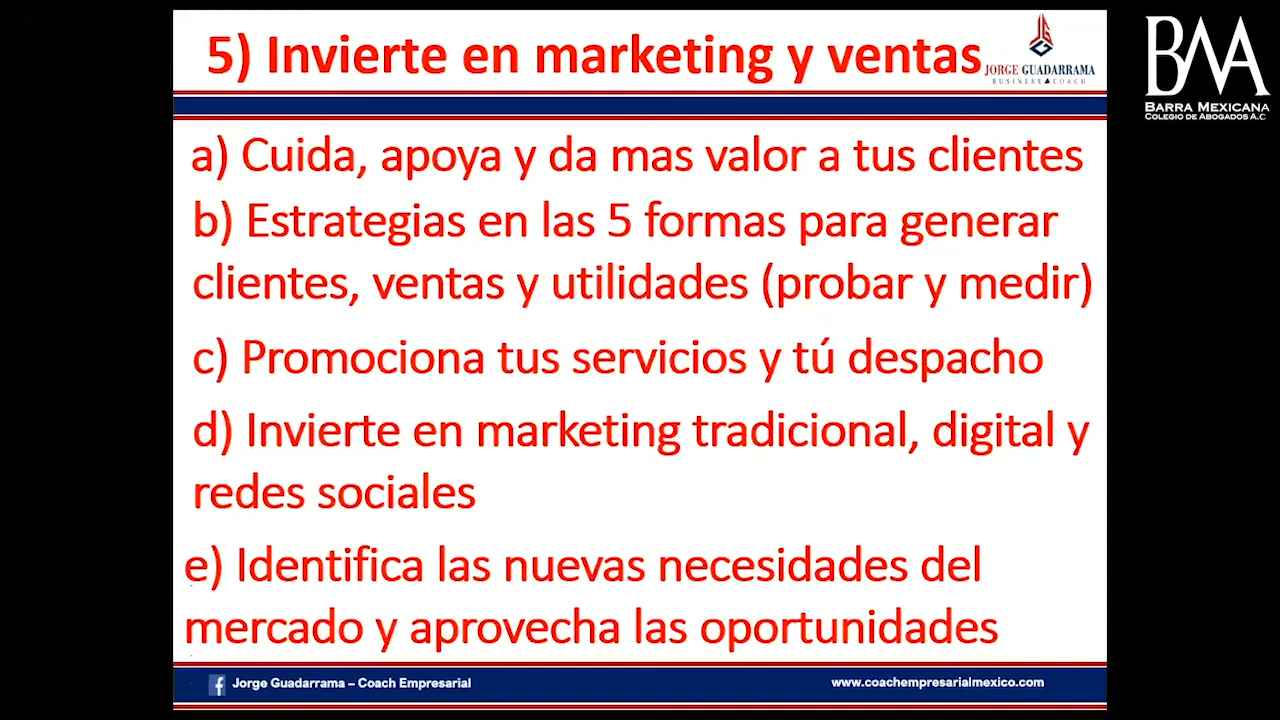 5) Invierte en marketing y ventas
JORGE GUADARRAMA
BUSINESS COACH
BMA
BARRA MEXICANA
COLEGIO DE ABOGADOS A.C
a) Cuida, apoya y da mas valor a tus clientes
b) Estrategias en las 5 formas para generar
clientes, ventas y utilidades (probar y medir)
c) Promociona tus servicios y tú despacho
d) Invierte en marketing tradicional, digital y
redes sociales
e) Identifica las nuevas necesidades del
mercado y aprovecha las oportunidades
f Jorge Guadarrama – Coach Empresarial
www.coachempresarialmexico.com